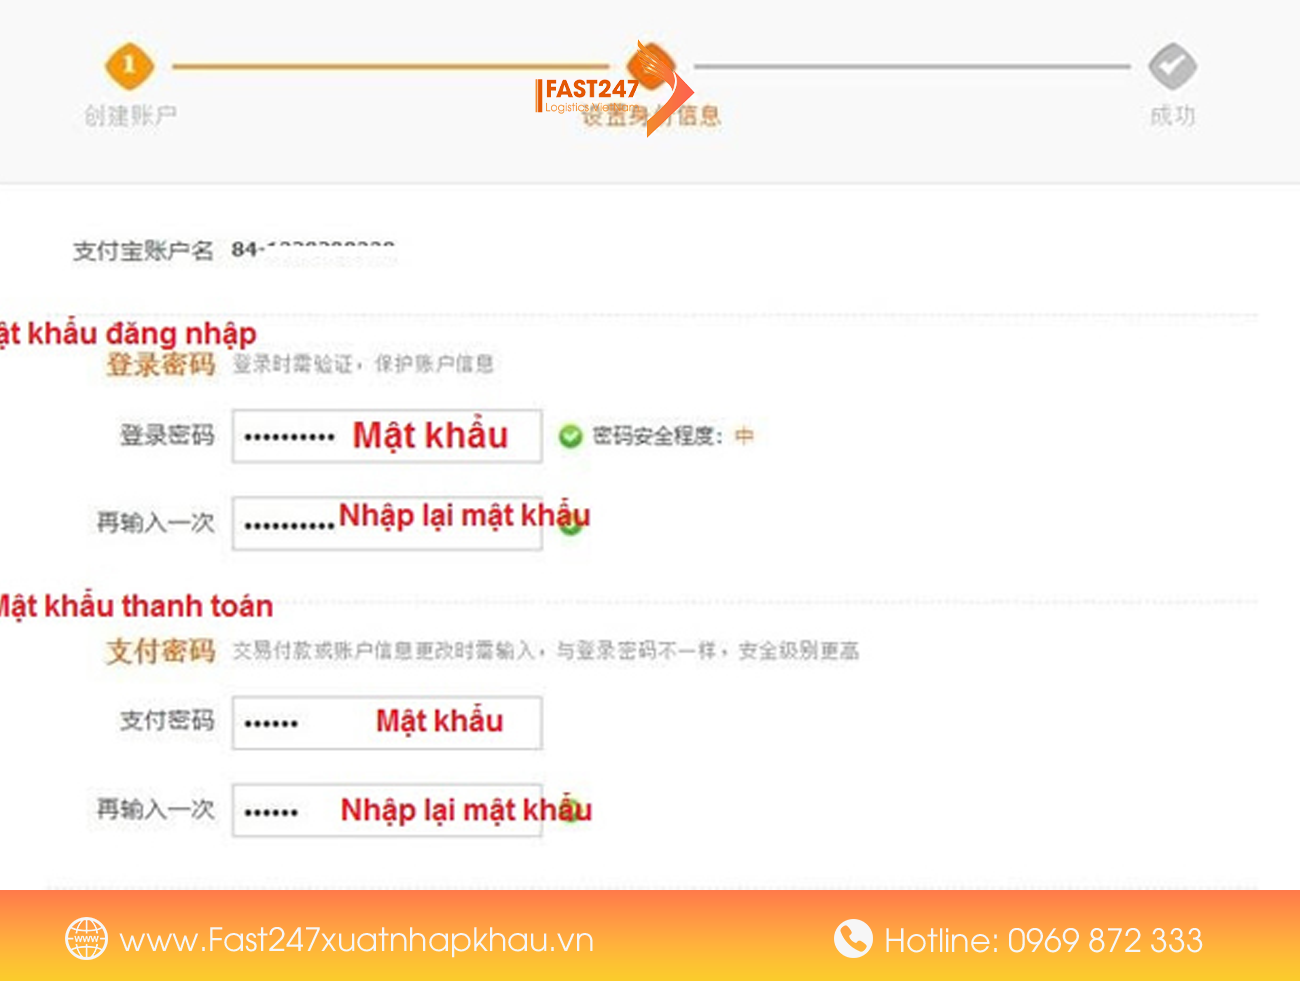 1
FAST247
创建账户
设置身份信息
成功
支付宝账户名 84-
ật khẩu đăng nhập
登录密码 登录时需验证，保护账户信息
登录密码 •••••••••• Mật khẩu 密码安全程度：中
再输入一次 •••••••••• Nhập lại mật khẩu
Mật khẩu thanh toán
支付密码 交易付款或账户信息更改时需输入，与登录密码不一样，安全级别更高
支付密码 •••••• Mật khẩu
再输入一次 •••••• Nhập lại mật khẩu
www www.Fast247xuatnhapkhau.vn Hotline: 0969 872 333